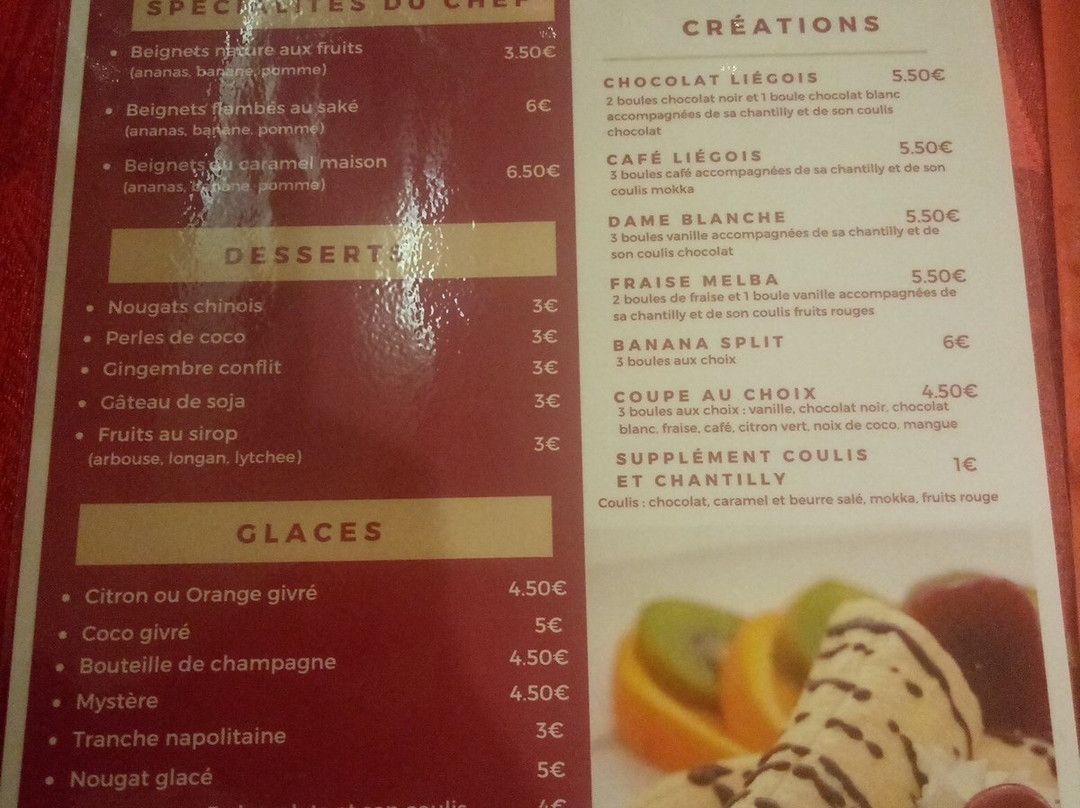 SPÉCIALITÉS DU CHEF
• Beignets nature aux fruits 3.50€
(ananas, banane, pomme)
• Beignets flambés au saké 6€
(ananas, banane, pomme)
• Beignets au caramel maison 6.50€
(ananas, banane, pomme)
DESSERTS
• Nougats chinois 3€
• Perles de coco 3€
• Gingembre conflit 3€
• Gâteau de soja 3€
• Fruits au sirop 3€
(arbouse, longan, lytchee)
GLACES
• Citron ou Orange givré 4.50€
• Coco givré 5€
• Bouteille de champagne 4.50€
• Mystère 4.50€
• Tranche napolitaine 3€
• Nougat glacé 5€
et son coulis 4€
CRÉATIONS
CHOCOLAT LIÉGOIS 5.50€
2 boules chocolat noir et 1 boule chocolat blanc
accompagnées de sa chantilly et de son coulis
chocolat
CAFÉ LIÉGOIS 5.50€
3 boules café accompagnées de sa chantilly et de son
coulis mokka
DAME BLANCHE 5.50€
3 boules vanille accompagnées de sa chantilly et de
son coulis chocolat
FRAISE MELBA 5.50€
2 boules de fraise et 1 boule vanille accompagnées de
sa chantilly et de son coulis fruits rouges
BANANA SPLIT 6€
3 boules aux choix
COUPE AU CHOIX 4.50€
3 boules aux choix : vanille, chocolat noir, chocolat
blanc, fraise, café, citron vert, noix de coco, mangue
SUPPLÉMENT COULIS
ET CHANTILLY 1€
Coulis : chocolat, caramel et beurre salé, mokka, fruits rouge